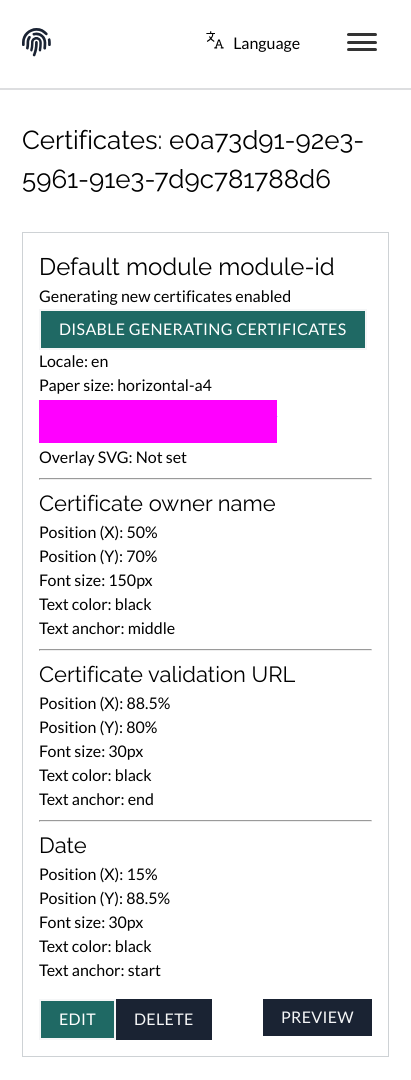 Language
Certificates: e0a73d91-92e3-
5961-91e3-7d9c781788d6
Default module module-id
Generating new certificates enabled
DISABLE GENERATING CERTIFICATES
Locale: en
Paper size: horizontal-a4
Overlay SVG: Not set
Certificate owner name
Position (X): 50%
Position (Y): 70%
Font size: 150px
Text color: black
Text anchor: middle
Certificate validation URL
Position (X): 88.5%
Position (Y): 80%
Font size: 30px
Text color: black
Text anchor: end
Date
Position (X): 15%
Position (Y): 88.5%
Font size: 30px
Text color: black
Text anchor: start
EDIT DELETE PREVIEW